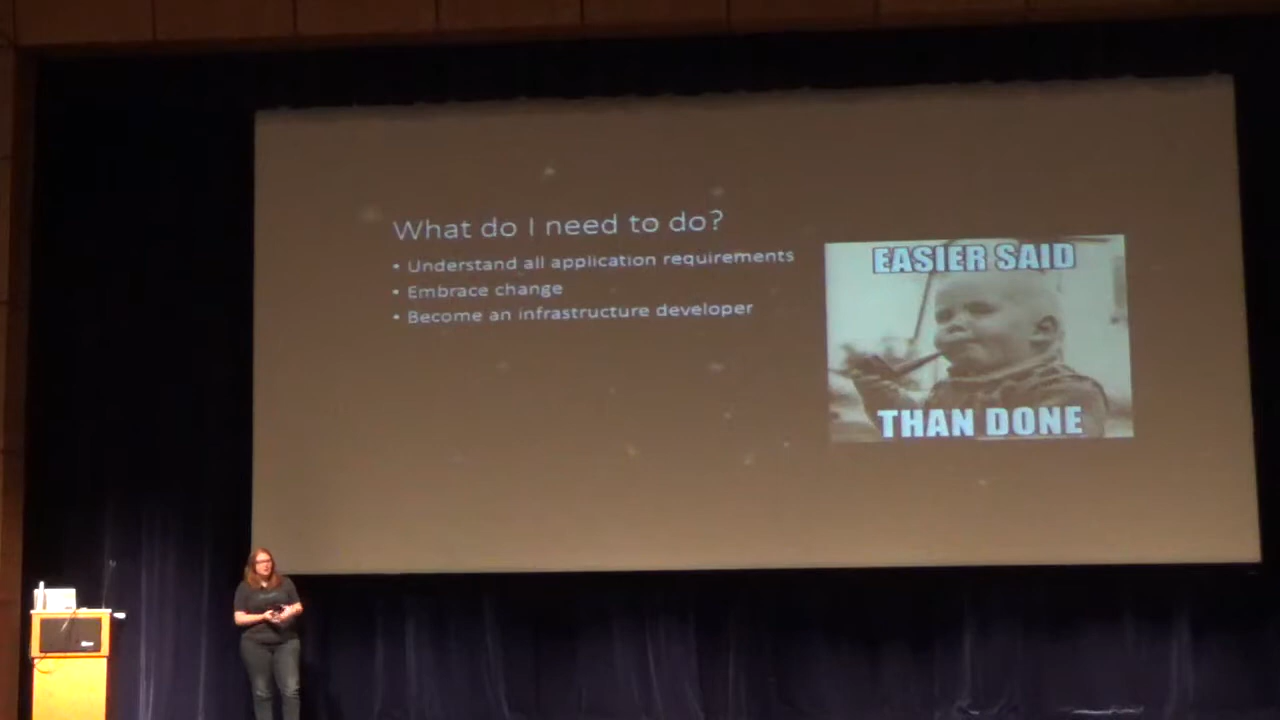 What do I need to do?
• Understand all application requirements
• Embrace change
• Become an infrastructure developer
EASIER SAID
THAN DONE